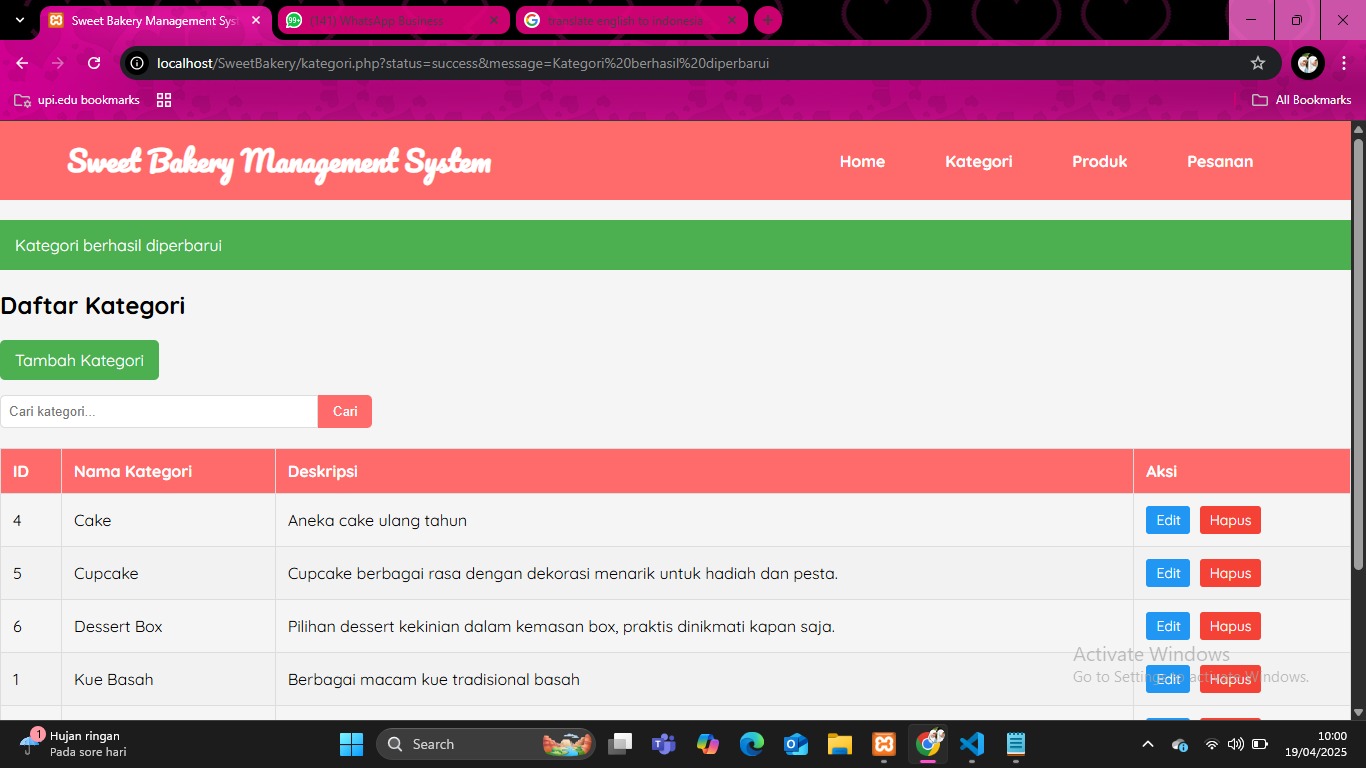 Sweet Bakery Management Sys
(141) WhatsApp Business
translate english to indonesia
localhost/SweetBakery/kategori.php?status=success&message=Kategori%20berhasil%20diperbarui
upi.edu bookmarks
All Bookmarks
Sweet Bakery Management System
Home Kategori Produk Pesanan
Kategori berhasil diperbarui
Daftar Kategori
Tambah Kategori
Cari kategori... Cari
ID Nama Kategori Deskripsi Aksi
4 Cake Aneka cake ulang tahun Edit Hapus
5 Cupcake Cupcake berbagai rasa dengan dekorasi menarik untuk hadiah dan pesta. Edit Hapus
6 Dessert Box Pilihan dessert kekinian dalam kemasan box, praktis dinikmati kapan saja. Edit Hapus
Activate Windows
1 Kue Basah Berbagai macam kue tradisional basah Edit Hapus
Go to Settings to activate Windows.
1 Hujan ringan
Pada sore hari
Search
10:00
19/04/2025